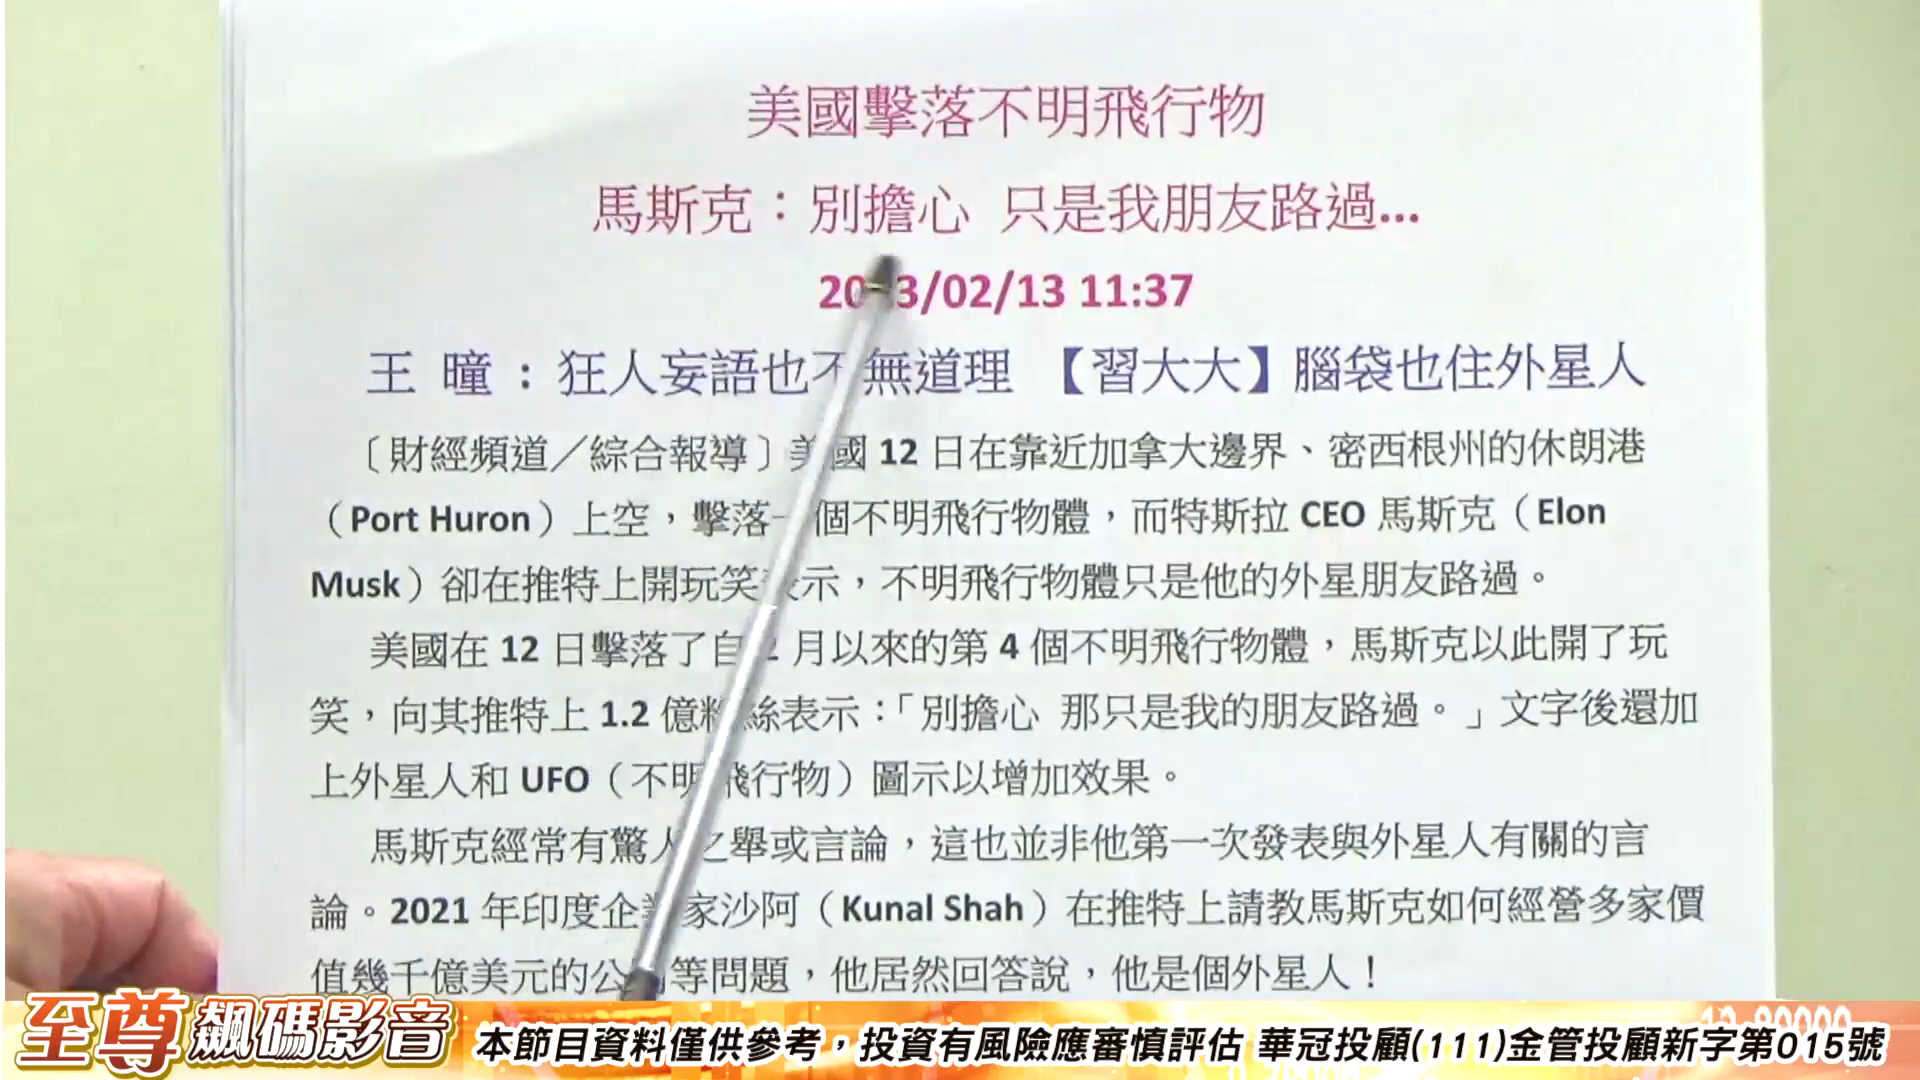 美國擊落不明飛行物
馬斯克：別擔心 只是我朋友路過...
20 3/02/13 11:37
王 曈 : 狂人妄語也不無道理 【習大大】腦袋也住外星人
〔財經頻道／綜合報導〕美國 12 日在靠近加拿大邊界、密西根州的休朗港
（Port Huron）上空，擊落一個不明飛行物體，而特斯拉 CEO 馬斯克（Elon
Musk）卻在推特上開玩笑表示，不明飛行物體只是他的外星朋友路過。
美國在 12 日擊落了自 2 月以來的第 4 個不明飛行物體，馬斯克以此開了玩
笑，向其推特上 1.2 億粉絲表示：「別擔心 那只是我的朋友路過。」文字後還加
上外星人和 UFO（不明飛行物）圖示以增加效果。
馬斯克經常有驚人之舉或言論，這也並非他第一次發表與外星人有關的言
論。2021 年印度企業家沙阿（Kunal Shah）在推特上請教馬斯克如何經營多家價
值幾千億美元的公 等問題，他居然回答說，他是個外星人！
至尊飆碼影音 本節目資料僅供參考，投資有風險應審慎評估 華冠投顧(111)金管投顧新字第015號